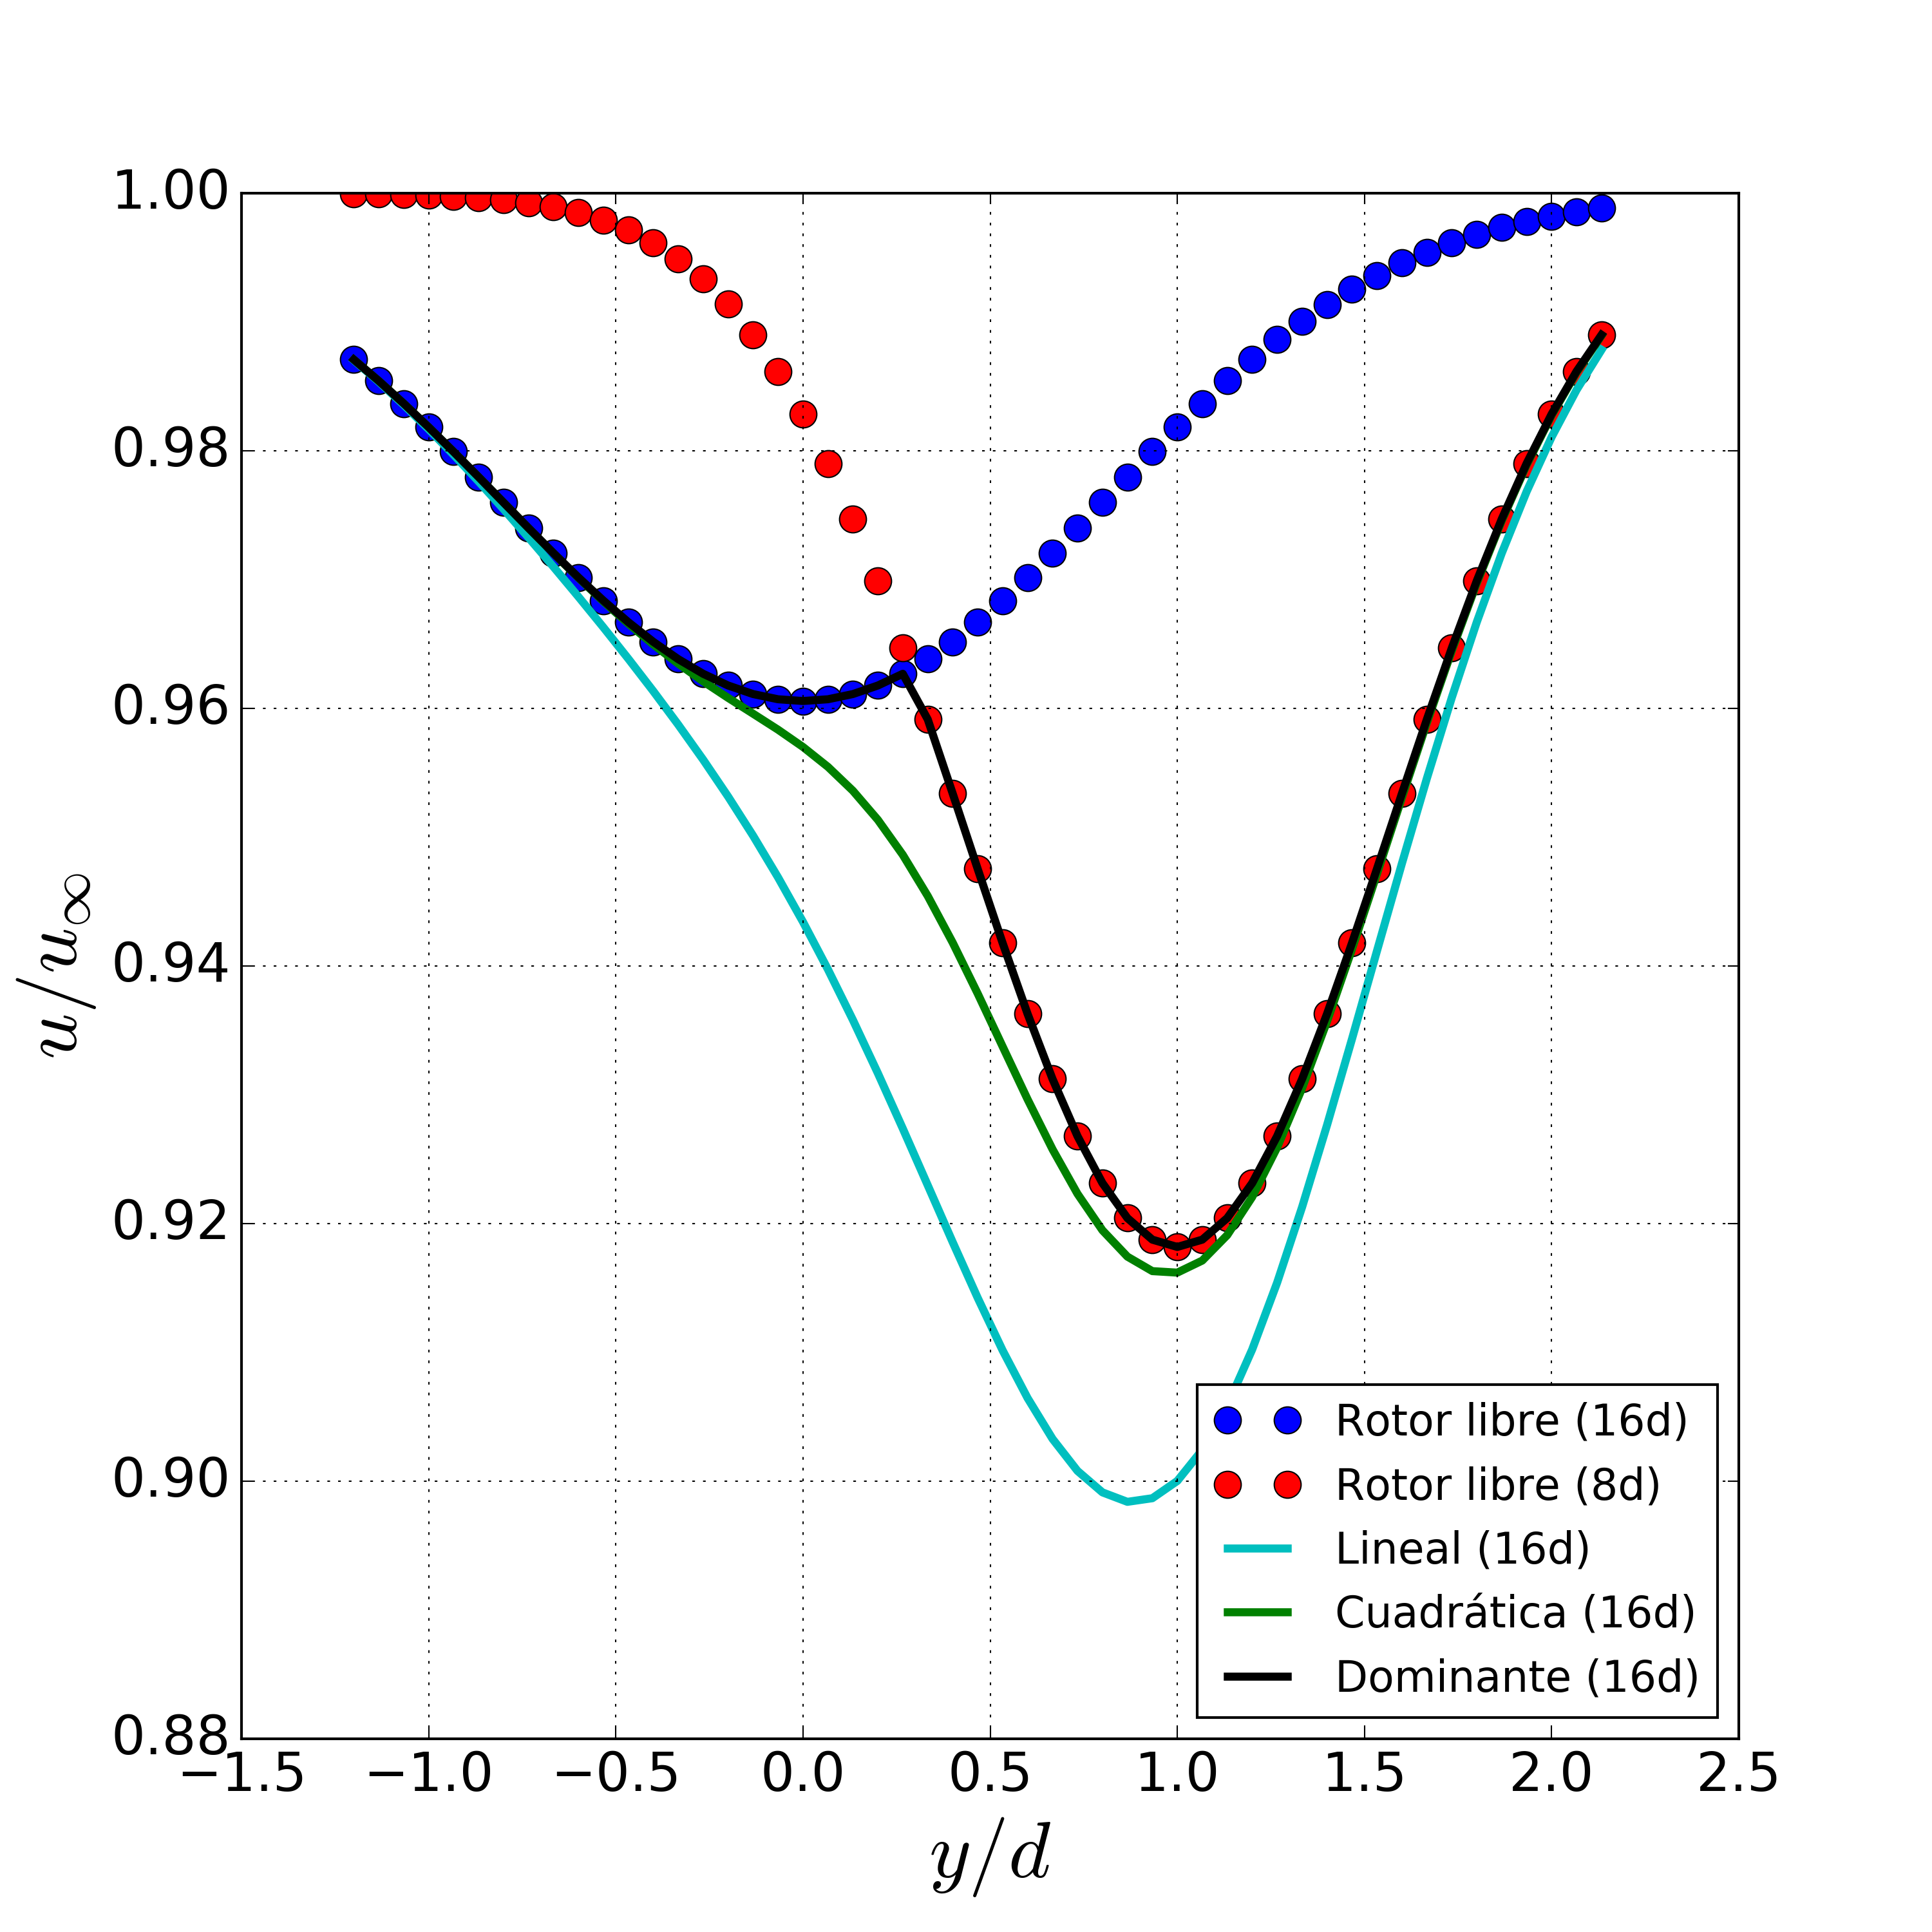 1.00
0.98
0.96
0.94
0.92
0.90
0.88
u/u∞
−1.5 −1.0 −0.5 0.0 0.5 1.0 1.5 2.0 2.5
y/d
Rotor libre (16d)
Rotor libre (8d)
Lineal (16d)
Cuadrática (16d)
Dominante (16d)